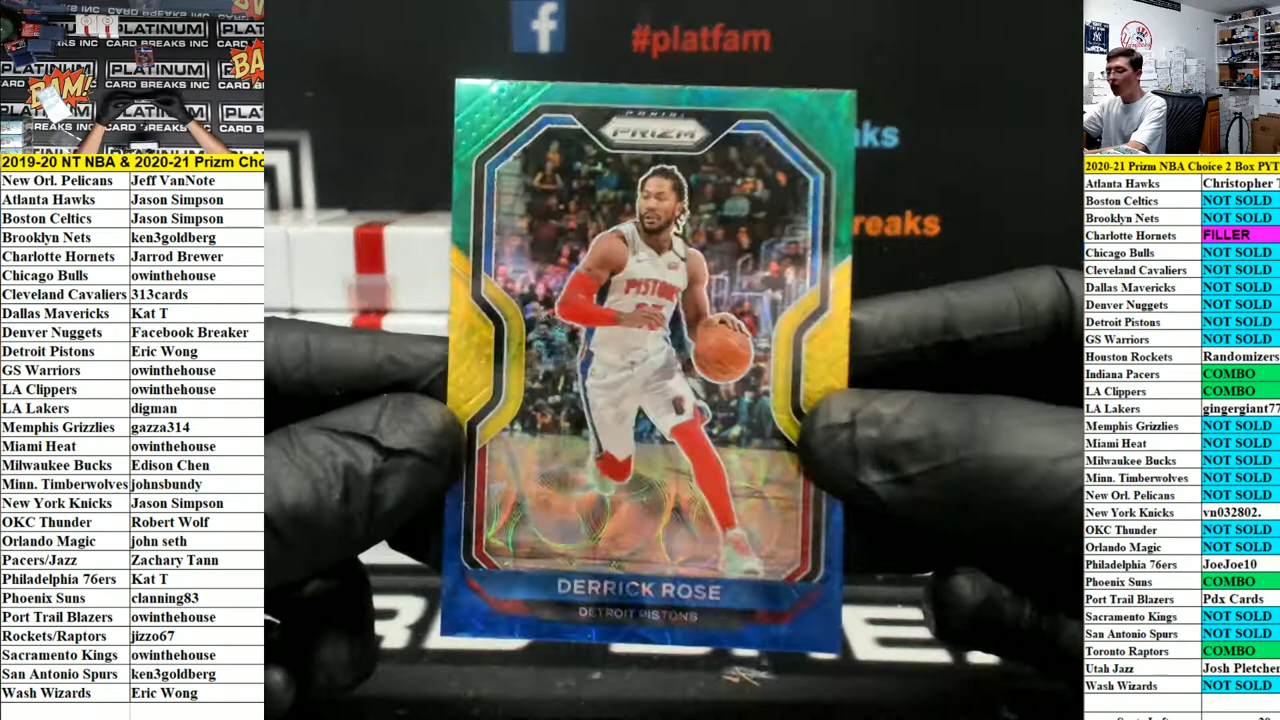 2019-20 NT NBA & 2020-21 Prizm Cho
New Orl. Pelicans Jeff VanNote
Atlanta Hawks Jason Simpson
Boston Celtics Jason Simpson
Brooklyn Nets ken3goldberg
Charlotte Hornets Jarrod Brewer
Chicago Bulls owinthehouse
Cleveland Cavaliers 313cards
Dallas Mavericks Kat T
Denver Nuggets Facebook Breaker
Detroit Pistons Eric Wong
GS Warriors owinthehouse
LA Clippers owinthehouse
LA Lakers digman
Memphis Grizzlies gazza314
Miami Heat owinthehouse
Milwaukee Bucks Edison Chen
Minn. Timberwolves johnsbundy
New York Knicks Jason Simpson
OKC Thunder Robert Wolf
Orlando Magic john seth
Pacers/Jazz Zachary Tann
Philadelphia 76ers Kat T
Phoenix Suns clanning83
Port Trail Blazers owinthehouse
Rockets/Raptors jizzo67
Sacramento Kings owinthehouse
San Antonio Spurs ken3goldberg
Wash Wizards Eric Wong
PLATINUM
CARD BREAKS INC
BAM!
f
#platfam
aks
reaks
PANINI
PRIZM
PISTONS
DERRICK ROSE
DETROIT PISTONS
2020-21 Prizm NBA Choice 2 Box PYT
Atlanta Hawks Christopher T
Boston Celtics NOT SOLD
Brooklyn Nets NOT SOLD
Charlotte Hornets FILLER
Chicago Bulls NOT SOLD
Cleveland Cavaliers NOT SOLD
Dallas Mavericks NOT SOLD
Denver Nuggets NOT SOLD
Detroit Pistons NOT SOLD
GS Warriors NOT SOLD
Houston Rockets Randomizers
Indiana Pacers COMBO
LA Clippers COMBO
LA Lakers gingergiant77
Memphis Grizzlies NOT SOLD
Miami Heat NOT SOLD
Milwaukee Bucks NOT SOLD
Minn. Timberwolves NOT SOLD
New Orl. Pelicans NOT SOLD
New York Knicks vn032802.
OKC Thunder NOT SOLD
Orlando Magic NOT SOLD
Philadelphia 76ers JoeJoe10
Phoenix Suns COMBO
Port Trail Blazers Pdx Cards
Sacramento Kings NOT SOLD
San Antonio Spurs NOT SOLD
Toronto Raptors COMBO
Utah Jazz Josh Pletcher
Wash Wizards NOT SOLD